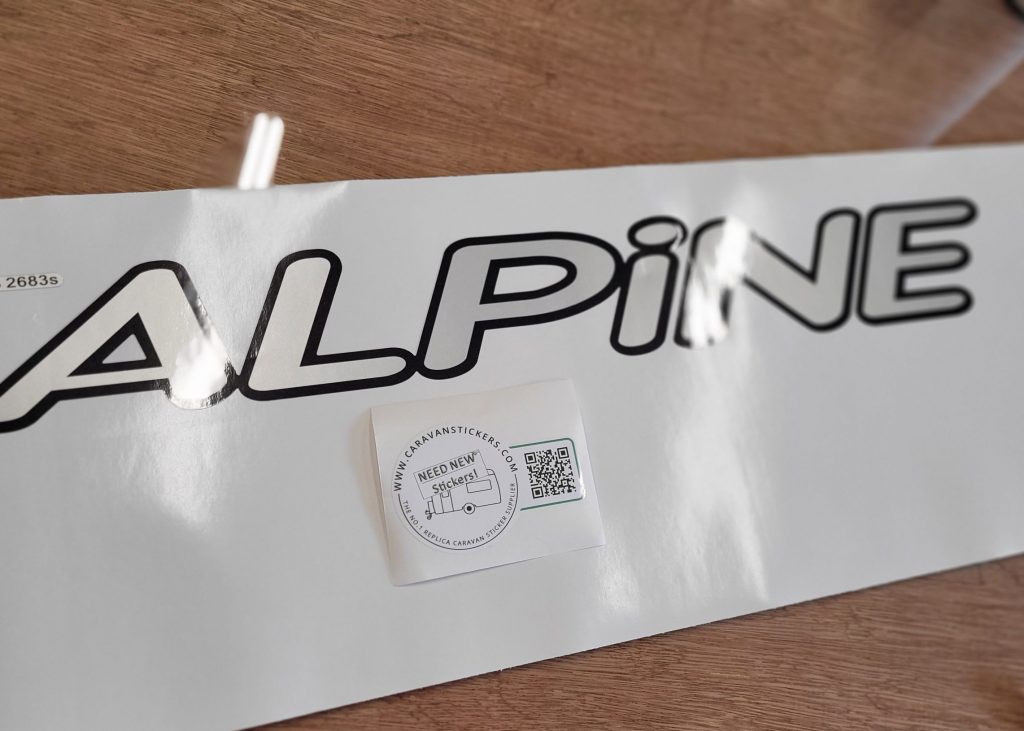 2683s
ALPiNE
WWW.CARAVANSTICKERS.COM
NEED NEW
Stickers!
THE NO.1 REPLICA CARAVAN STICKER SUPPLIER